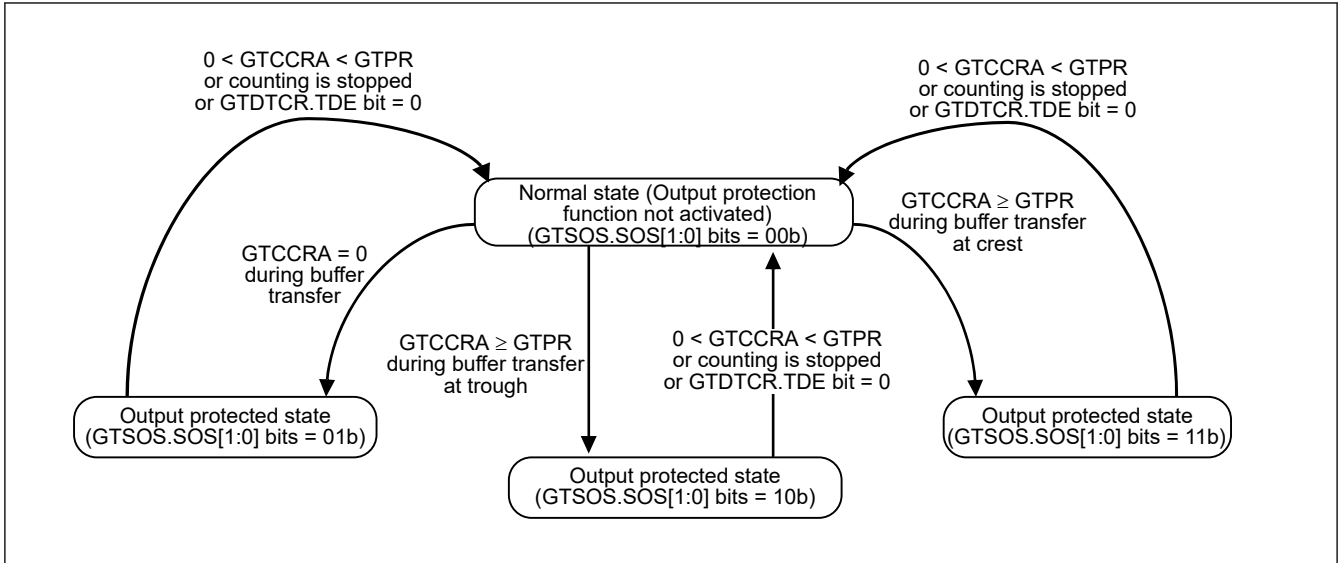 0 < GTCCRA < GTPR
or counting is stopped
or GTDTCR.TDE bit = 0
0 < GTCCRA < GTPR
or counting is stopped
or GTDTCR.TDE bit = 0
Normal state (Output protection
function not activated)
(GTSOS.SOS[1:0] bits = 00b)
GTCCRA ≥ GTPR
during buffer transfer
at crest
GTCCRA = 0
during buffer
transfer
GTCCRA ≥ GTPR
during buffer transfer
at trough
0 < GTCCRA < GTPR
or counting is stopped
or GTDTCR.TDE bit = 0
Output protected state
(GTSOS.SOS[1:0] bits = 01b)
Output protected state
(GTSOS.SOS[1:0] bits = 11b)
Output protected state
(GTSOS.SOS[1:0] bits = 10b)